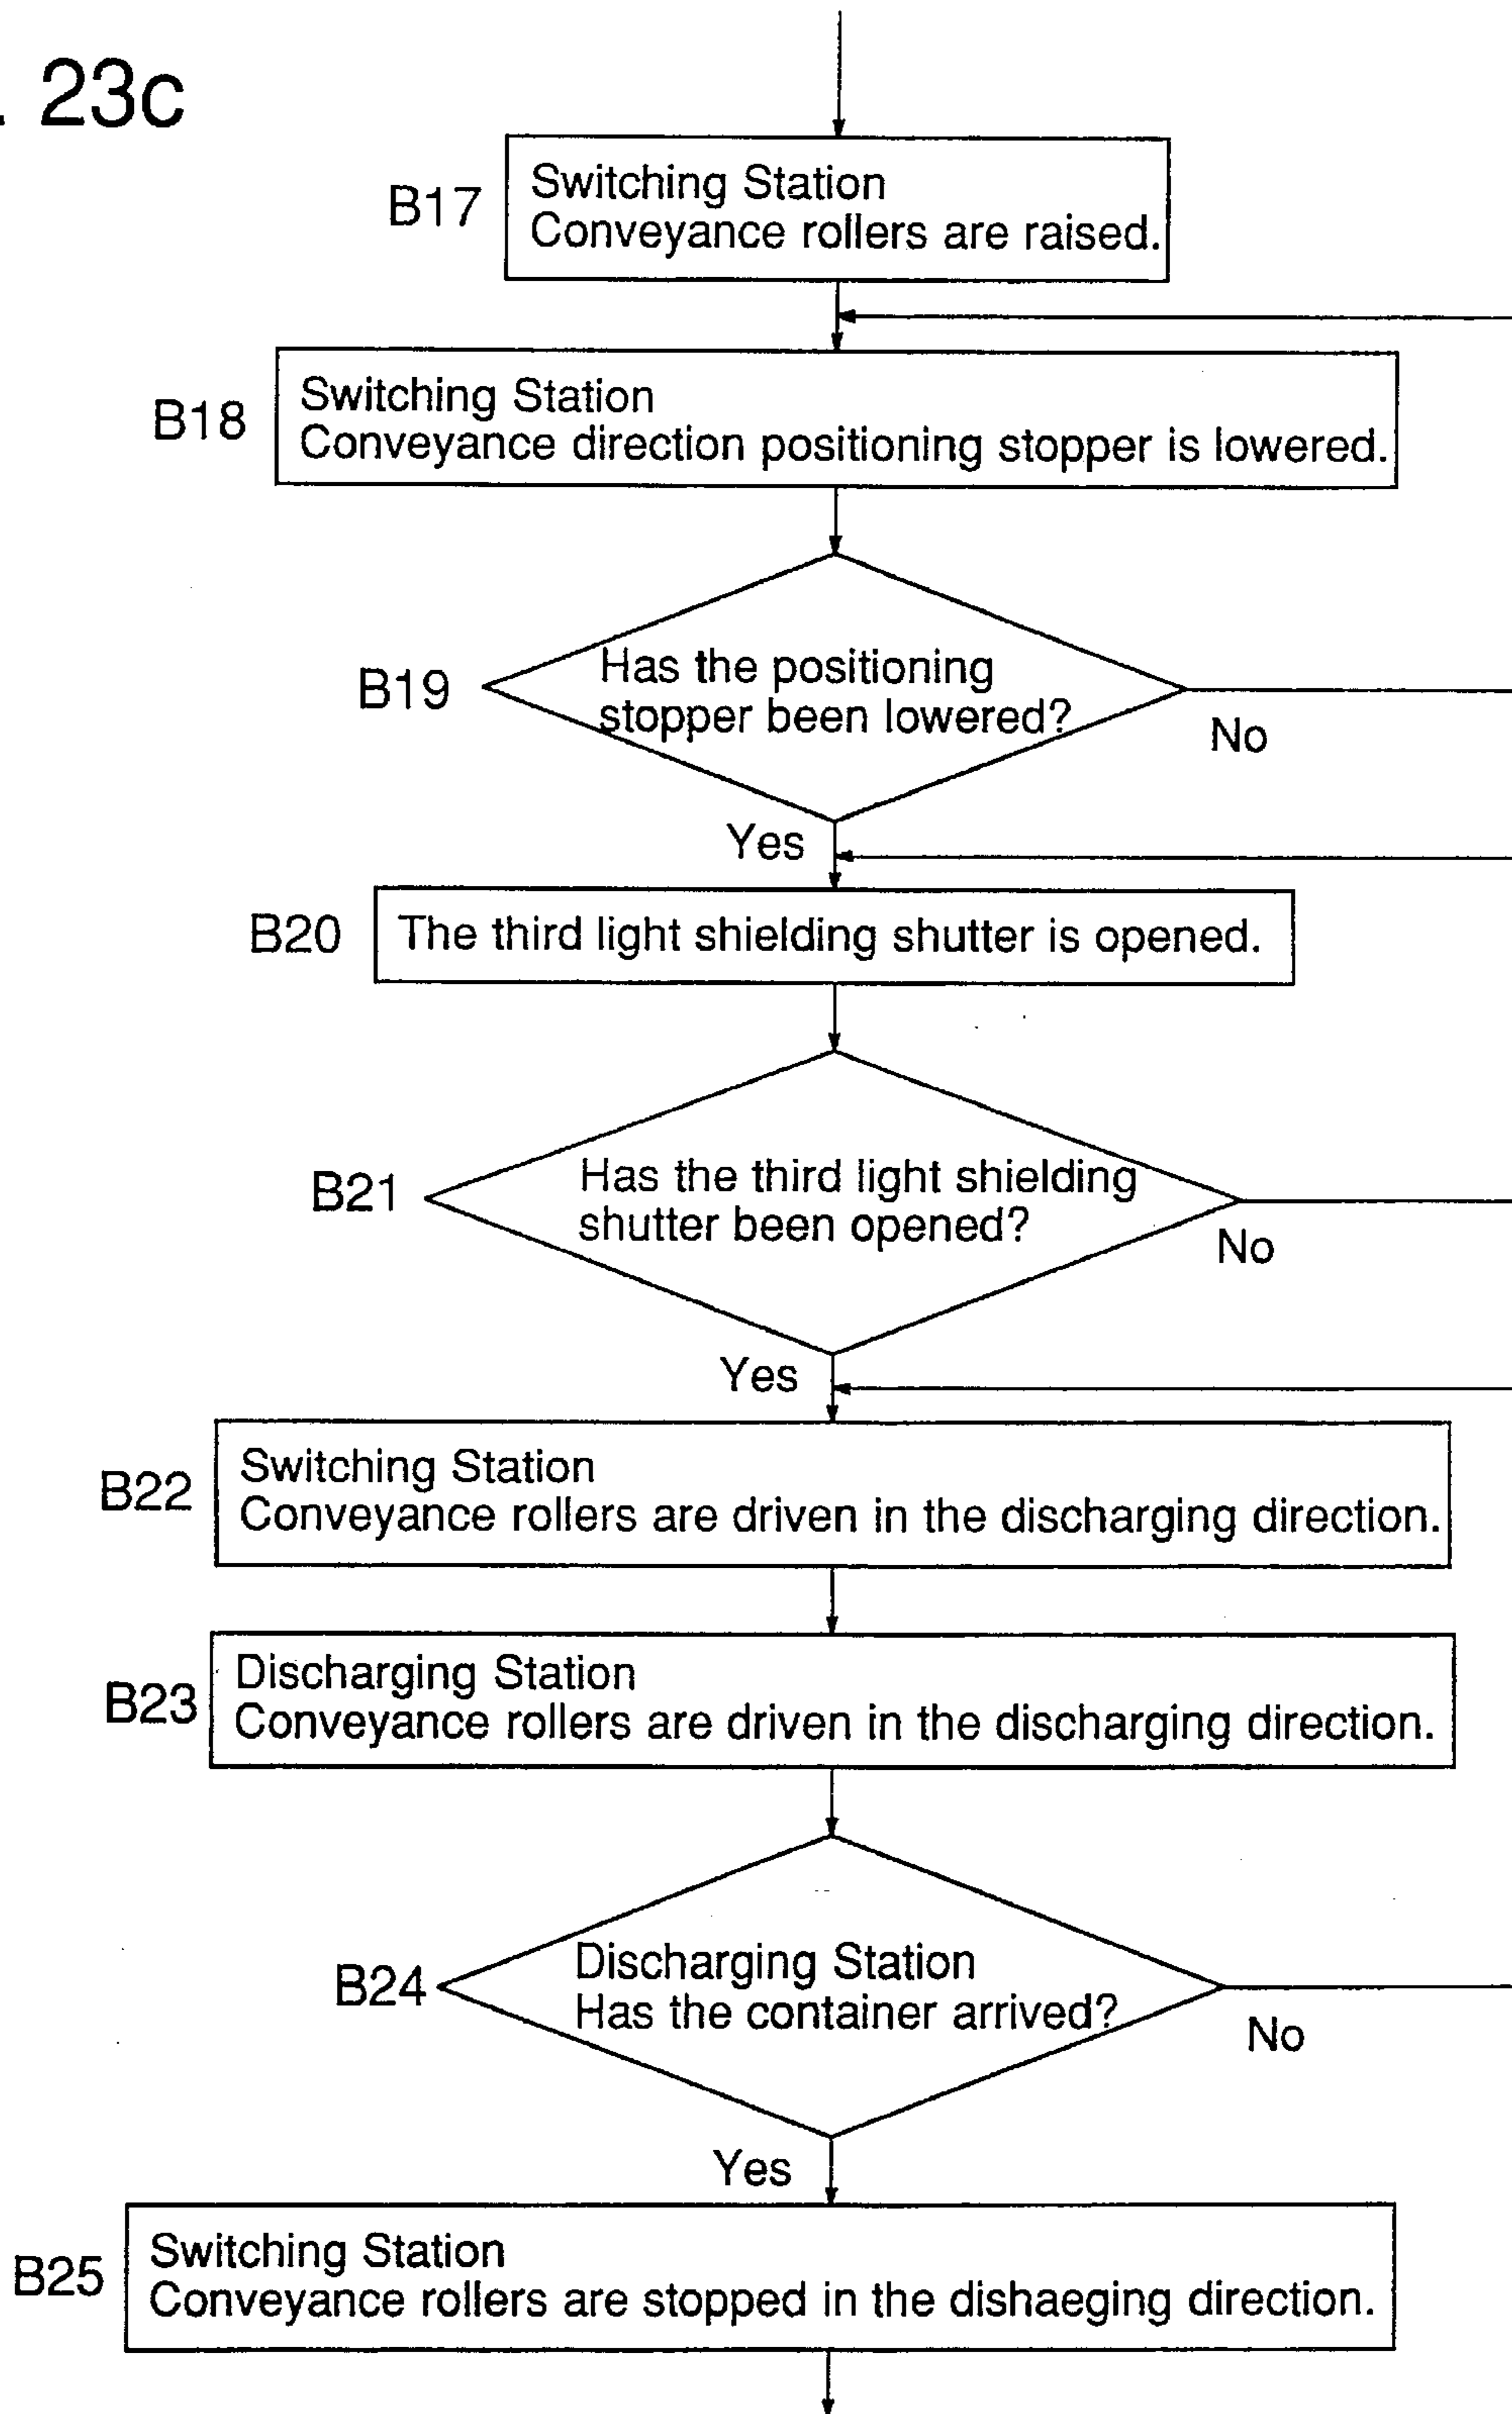 . 23c
B17
Switching Station
Conveyance rollers are raised.
B18
Switching Station
Conveyance direction positioning stopper is lowered.
B19
Has the positioning
stopper been lowered?
No
Yes
B20
The third light shielding shutter is opened.
B21
Has the third light shielding
shutter been opened?
No
Yes
B22
Switching Station
Conveyance rollers are driven in the discharging direction.
B23
Discharging Station
Conveyance rollers are driven in the discharging direction.
B24
Discharging Station
Has the container arrived?
No
Yes
B25
Switching Station
Conveyance rollers are stopped in the dishaeging direction.